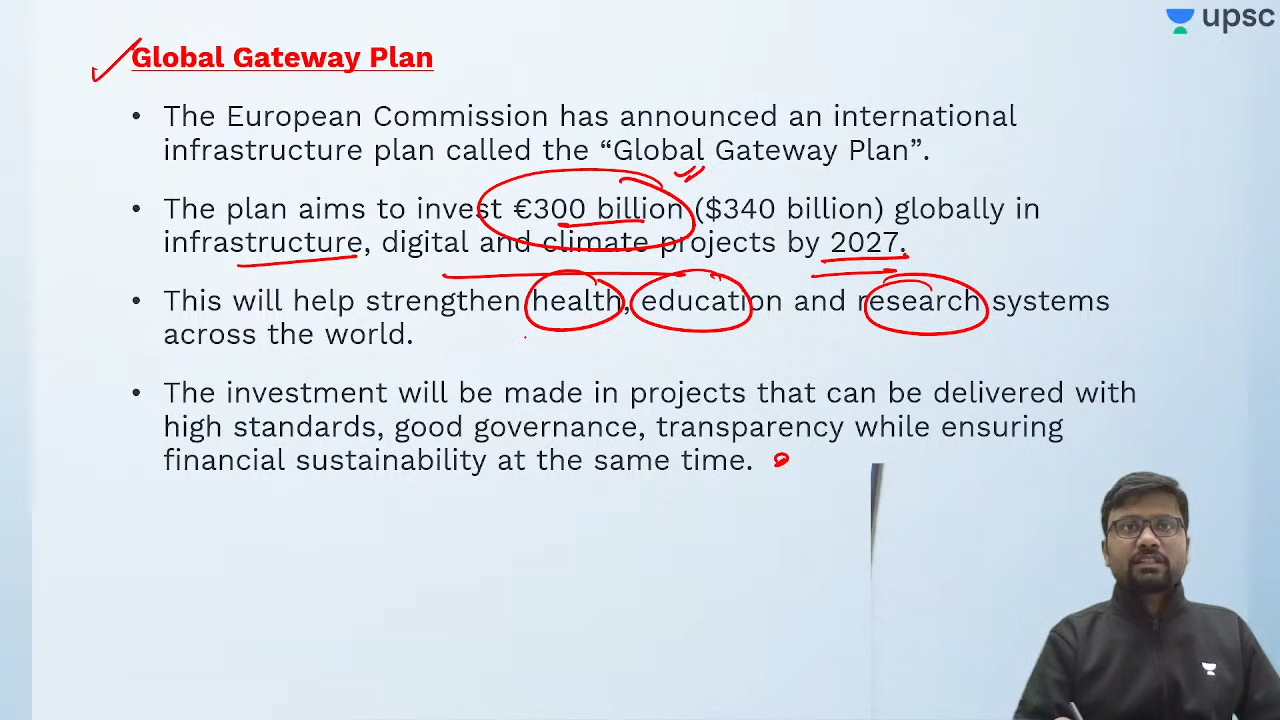 upsc
Global Gateway Plan
• The European Commission has announced an international
infrastructure plan called the “Global Gateway Plan”.
• The plan aims to invest €300 billion ($340 billion) globally in
infrastructure, digital and climate projects by 2027.
• This will help strengthen health, education and research systems
across the world.
• The investment will be made in projects that can be delivered with
high standards, good governance, transparency while ensuring
financial sustainability at the same time.